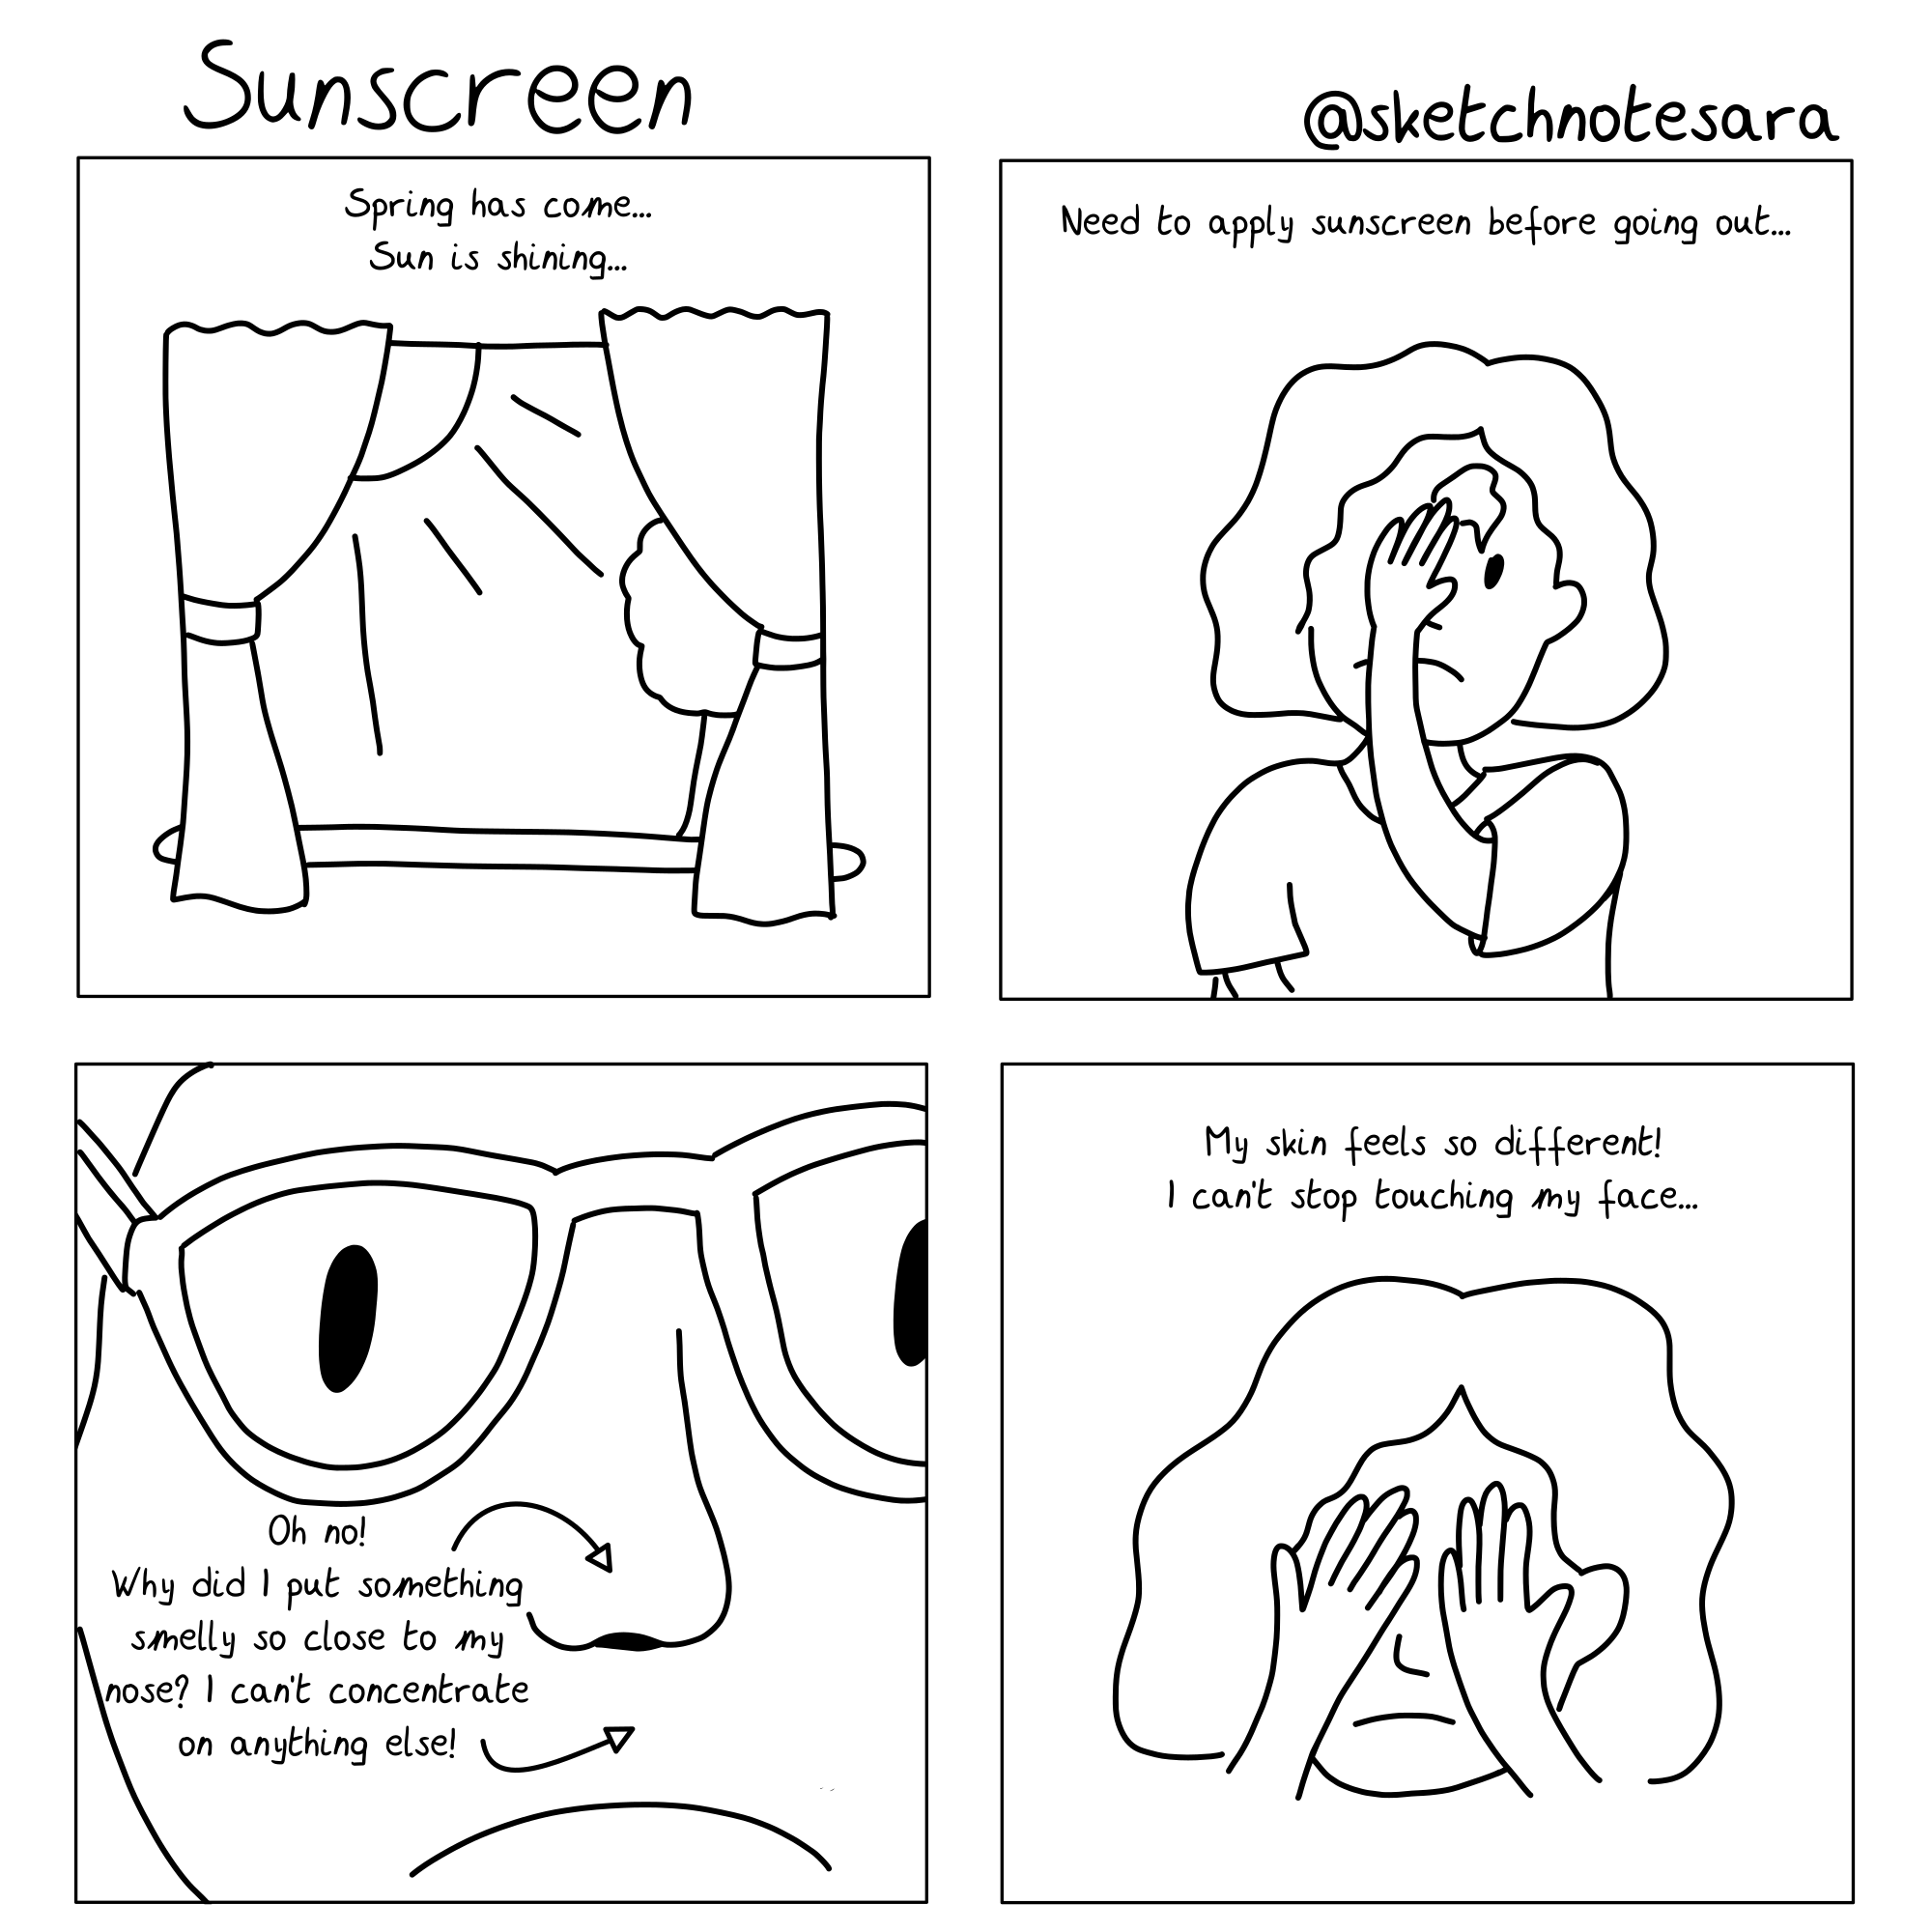 Sunscreen
@sketchnotesara
Spring has come...
Sun is shining...
Need to apply sunscreen before going out...
Oh no!
Why did I put something
smelly so close to my
nose? I can't concentrate
on anything else!
My skin feels so different!
I can't stop touching my face...